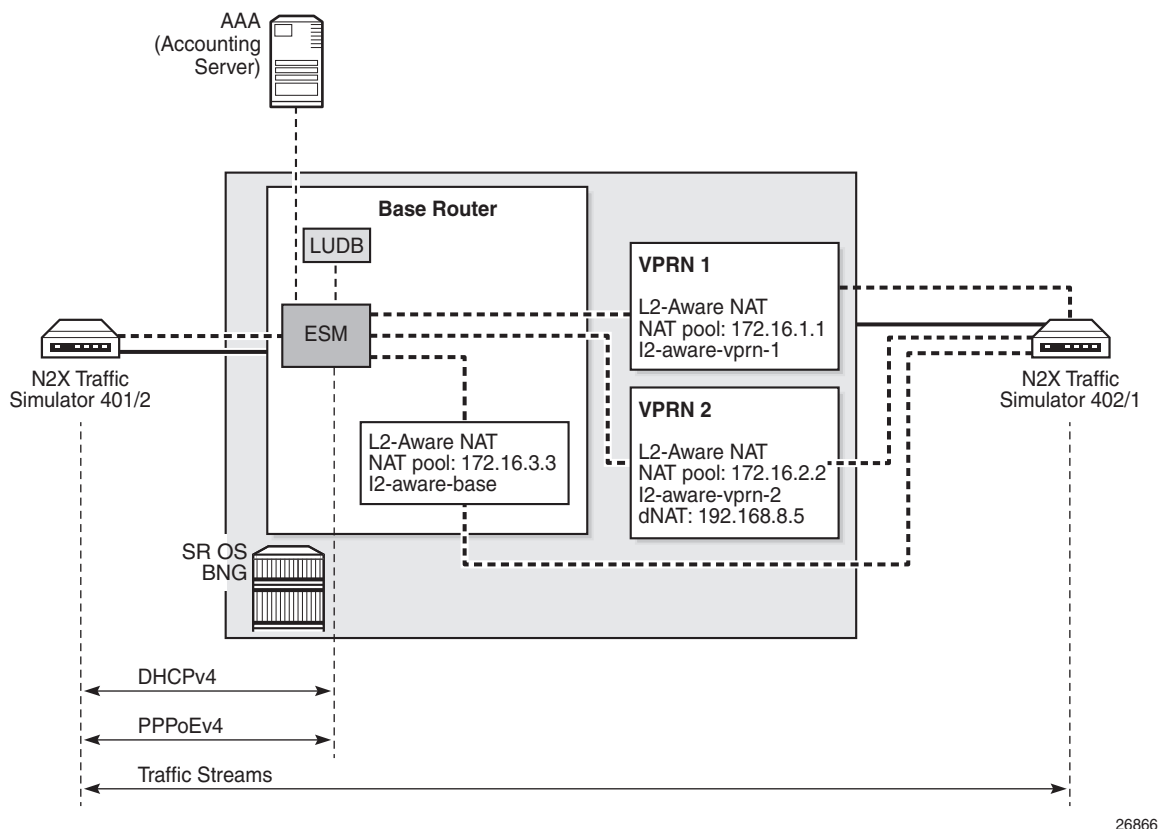 AAA
(Accounting
Server)
Base Router
LUDB
ESM
VPRN 1
L2-Aware NAT
NAT pool: 172.16.1.1
l2-aware-vprn-1
N2X Traffic
Simulator 401/2
N2X Traffic
Simulator 402/1
VPRN 2
L2-Aware NAT
NAT pool: 172.16.2.2
l2-aware-vprn-2
dNAT: 192.168.8.5
L2-Aware NAT
NAT pool: 172.16.3.3
l2-aware-base
SR OS
BNG
DHCPv4
PPPoEv4
Traffic Streams
26866